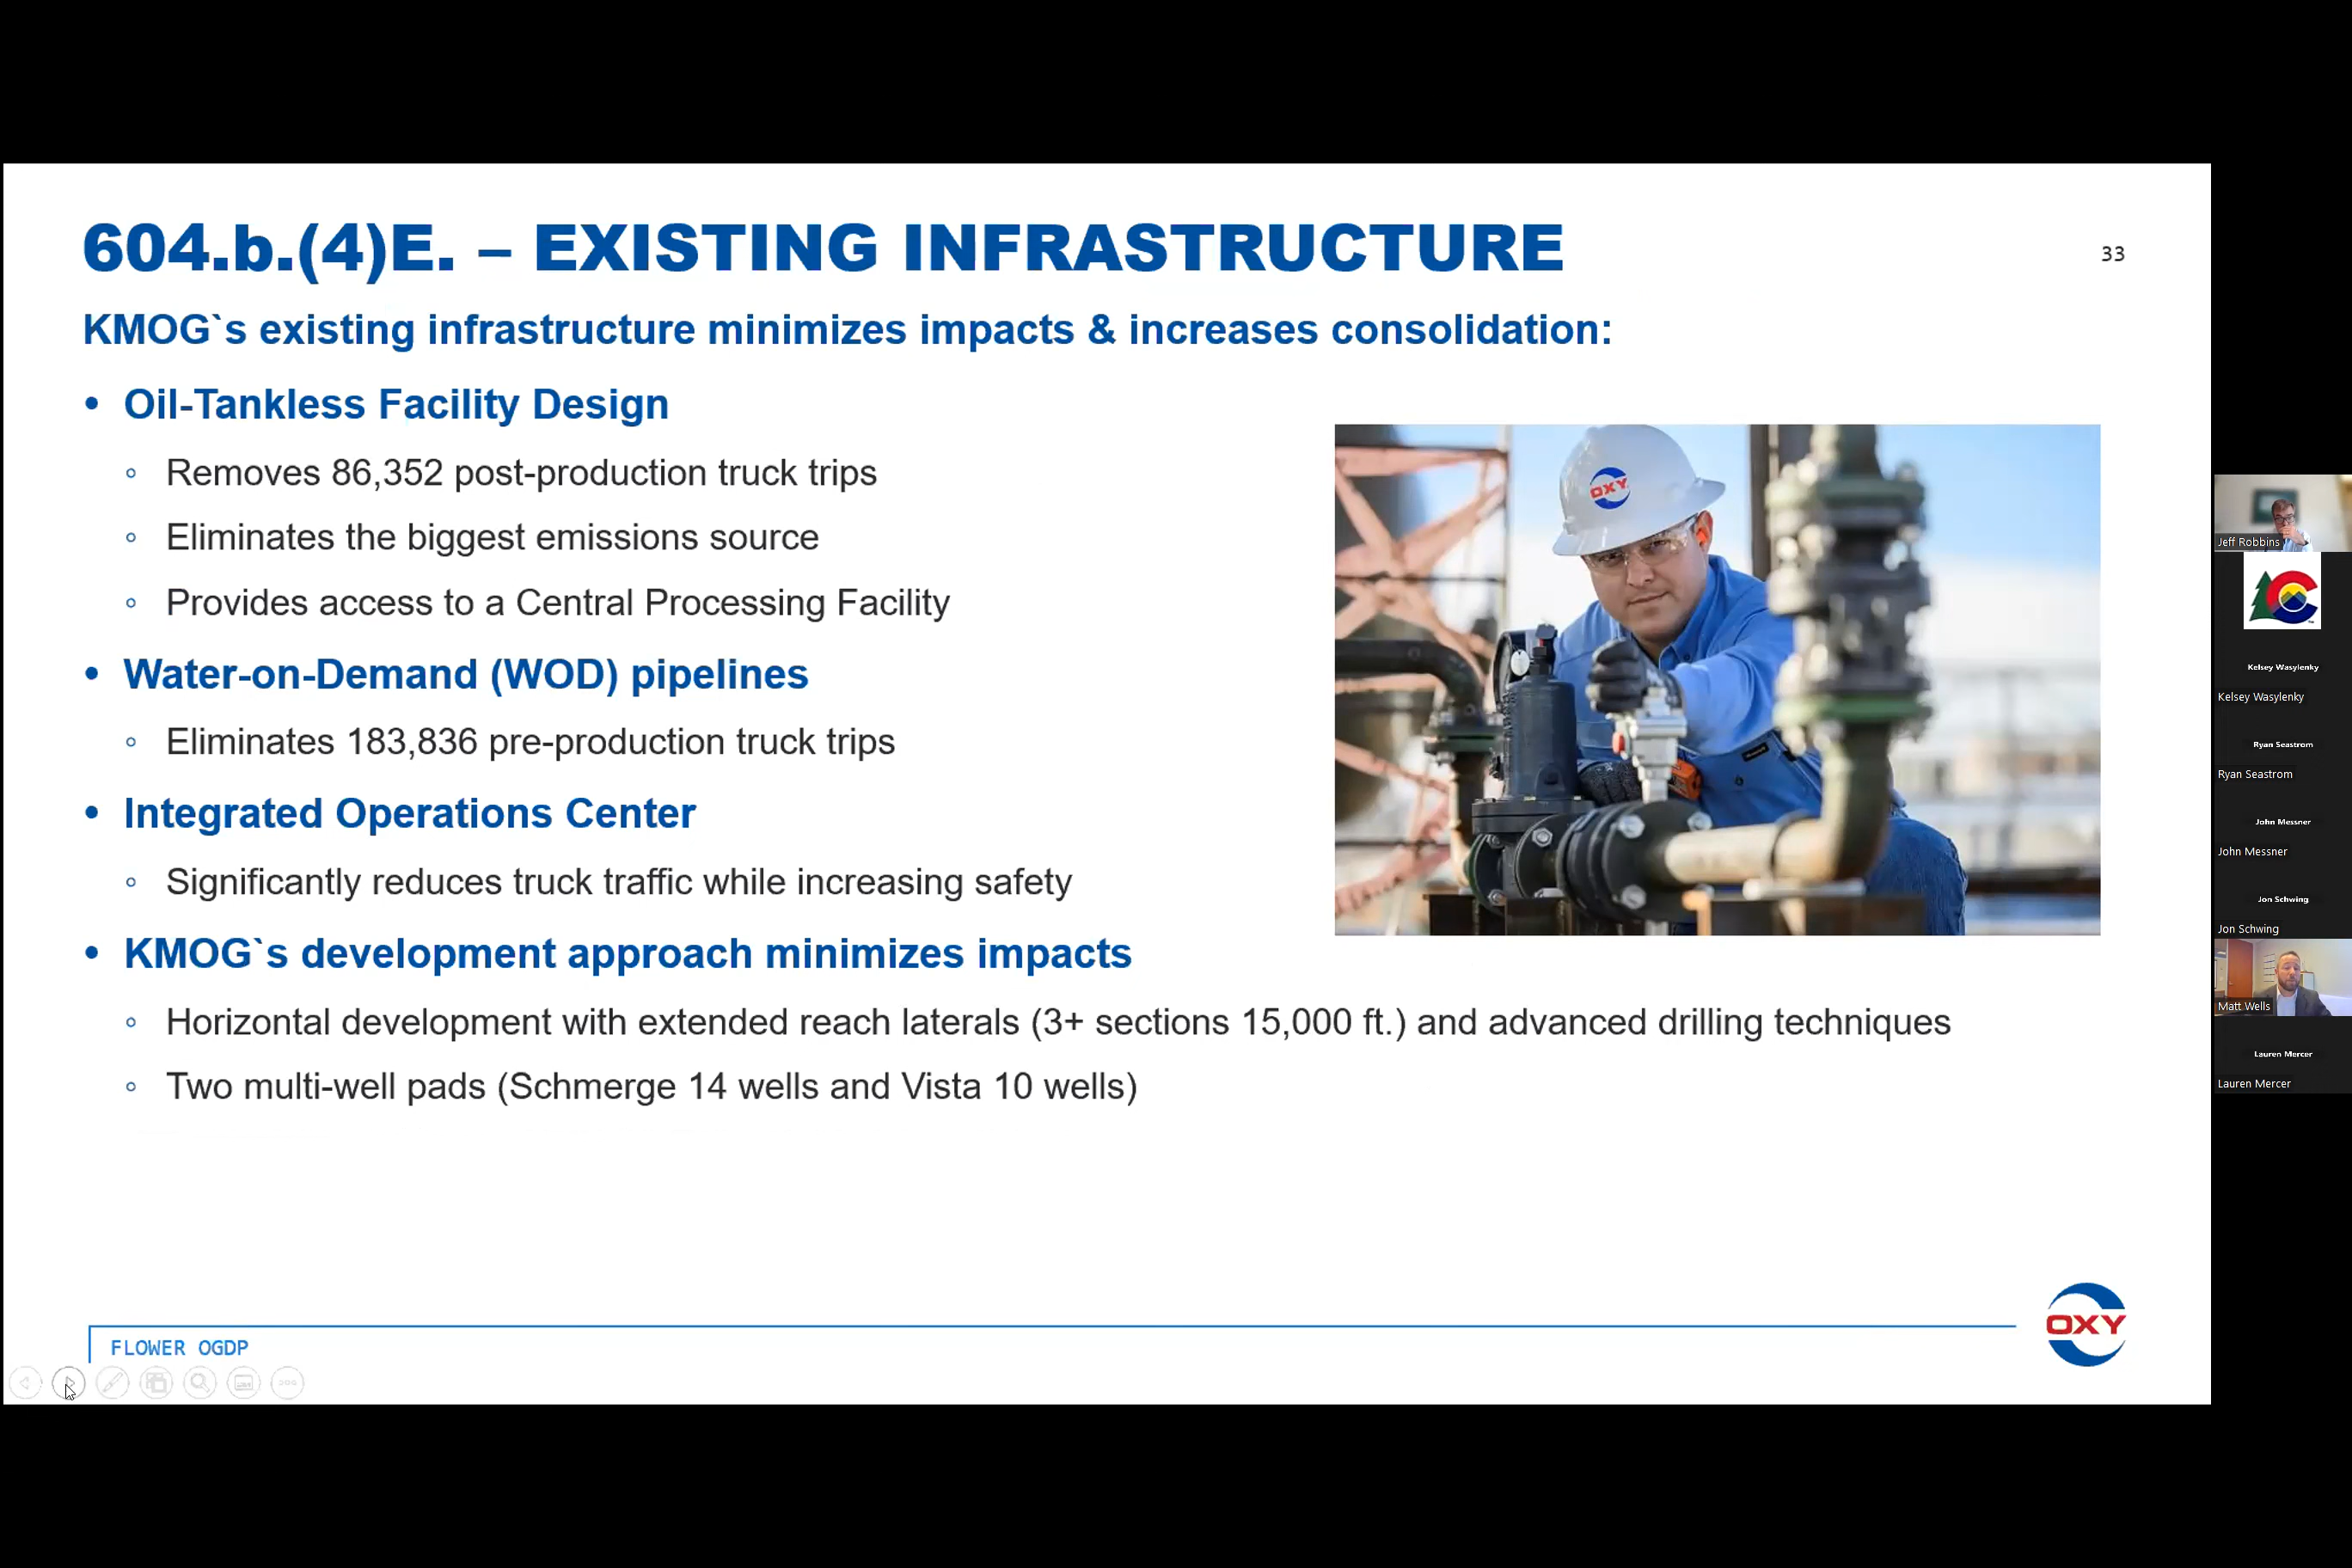 604.b.(4)E. – EXISTING INFRASTRUCTURE
33
KMOG`s existing infrastructure minimizes impacts & increases consolidation:
• Oil-Tankless Facility Design
◦ Removes 86,352 post-production truck trips
◦ Eliminates the biggest emissions source
◦ Provides access to a Central Processing Facility
• Water-on-Demand (WOD) pipelines
◦ Eliminates 183,836 pre-production truck trips
• Integrated Operations Center
◦ Significantly reduces truck traffic while increasing safety
• KMOG`s development approach minimizes impacts
◦ Horizontal development with extended reach laterals (3+ sections 15,000 ft.) and advanced drilling techniques
◦ Two multi-well pads (Schmerge 14 wells and Vista 10 wells)
OXY
FLOWER OGDP
OXY
Jeff Robbins
Kelsey Wasylenky
Kelsey Wasylenky
Ryan Seastrom
Ryan Seastrom
John Messner
John Messner
Jon Schwing
Jon Schwing
Matt Wells
Lauren Mercer
Lauren Mercer